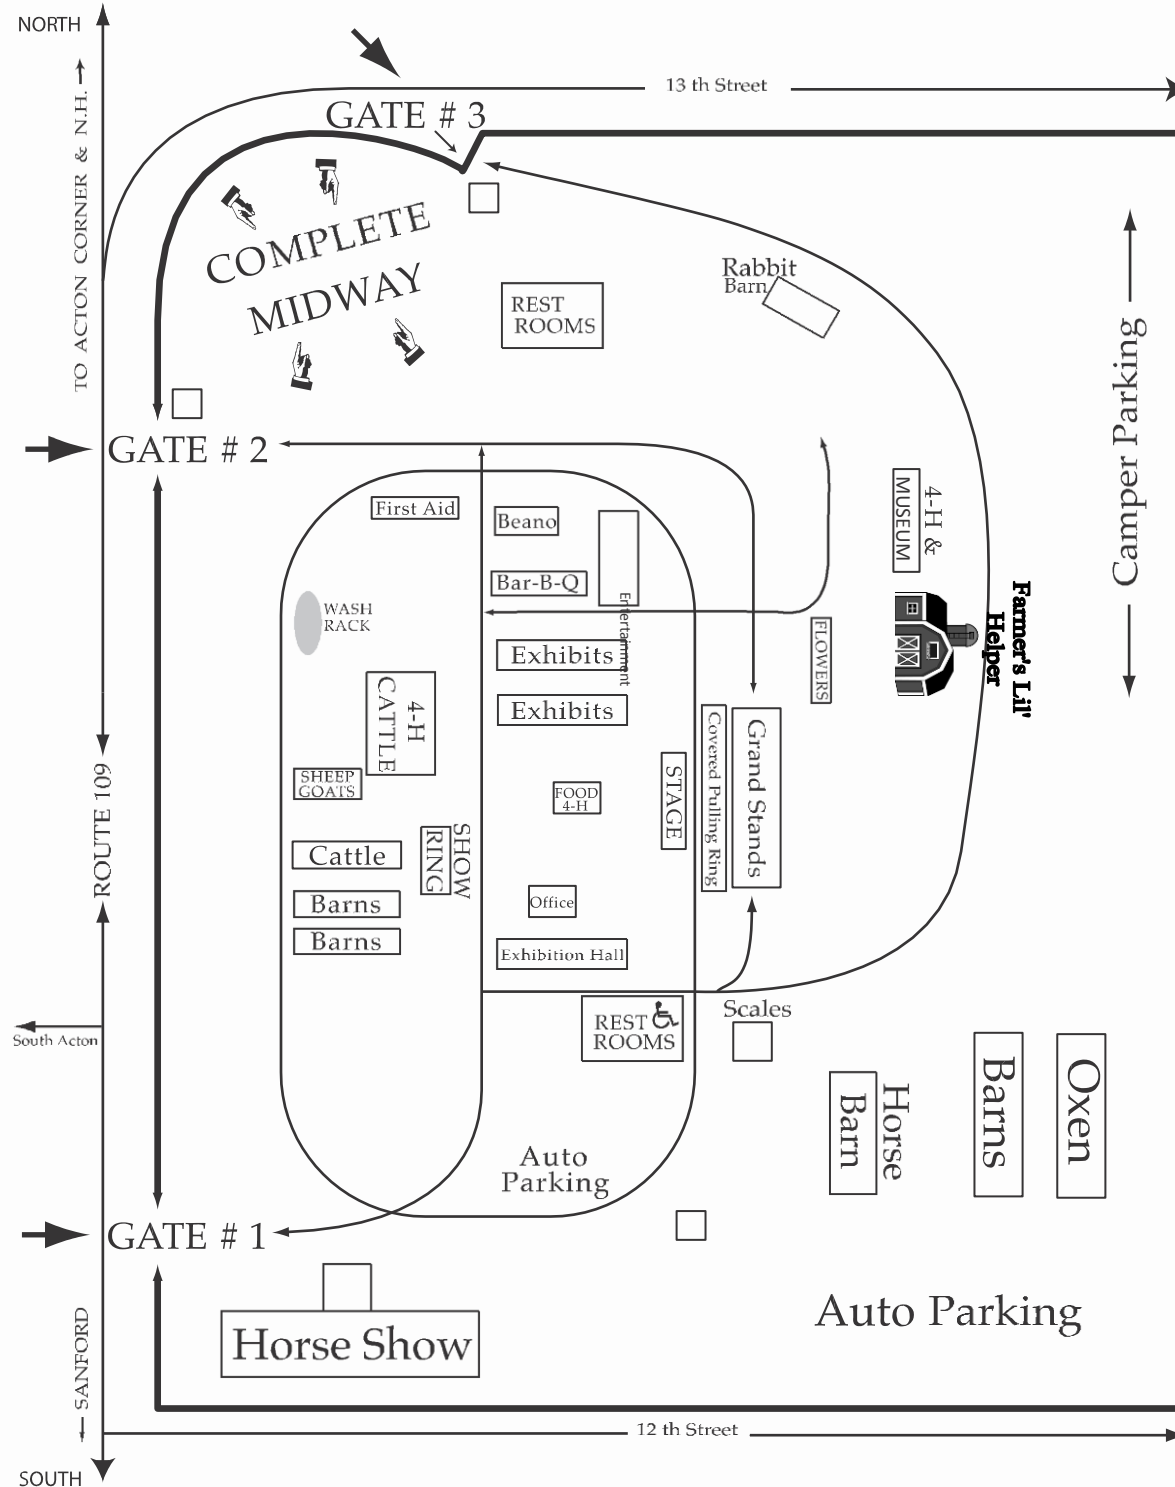 NORTH
13 th Street
GATE # 3
TO ACTON CORNER & N.H.
COMPLETE
MIDWAY
REST
ROOMS
Rabbit
Barn
Camper Parking
GATE # 2
First Aid
Beano
Bar-B-Q
Entertainment
4-H &
MUSEUM
WASH
RACK
FLOWERS
Farmer's Lil'
Helper
Exhibits
Exhibits
4-H
CATTLE
SHEEP
GOATS
FOOD
4-H
STAGE
Covered Pulling Ring
Grand Stands
ROUTE 109
Cattle
Barns
Barns
SHOW
RING
Office
Exhibition Hall
REST
ROOMS
Scales
South Acton
Horse
Barn
Barns
Oxen
Auto
Parking
GATE # 1
Horse Show
Auto Parking
SANFORD
12 th Street
SOUTH